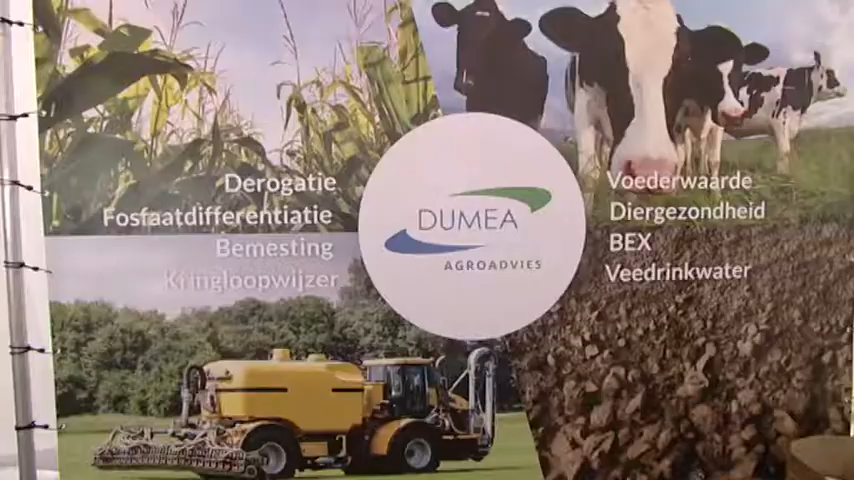 Derogatie
Fosfaatdifferentiatie
Bemesting
Kringloopwijzer
DUMEA
AGROADVIES
Voederwaarde
Diergezondheid
BEX
Veedrinkwater